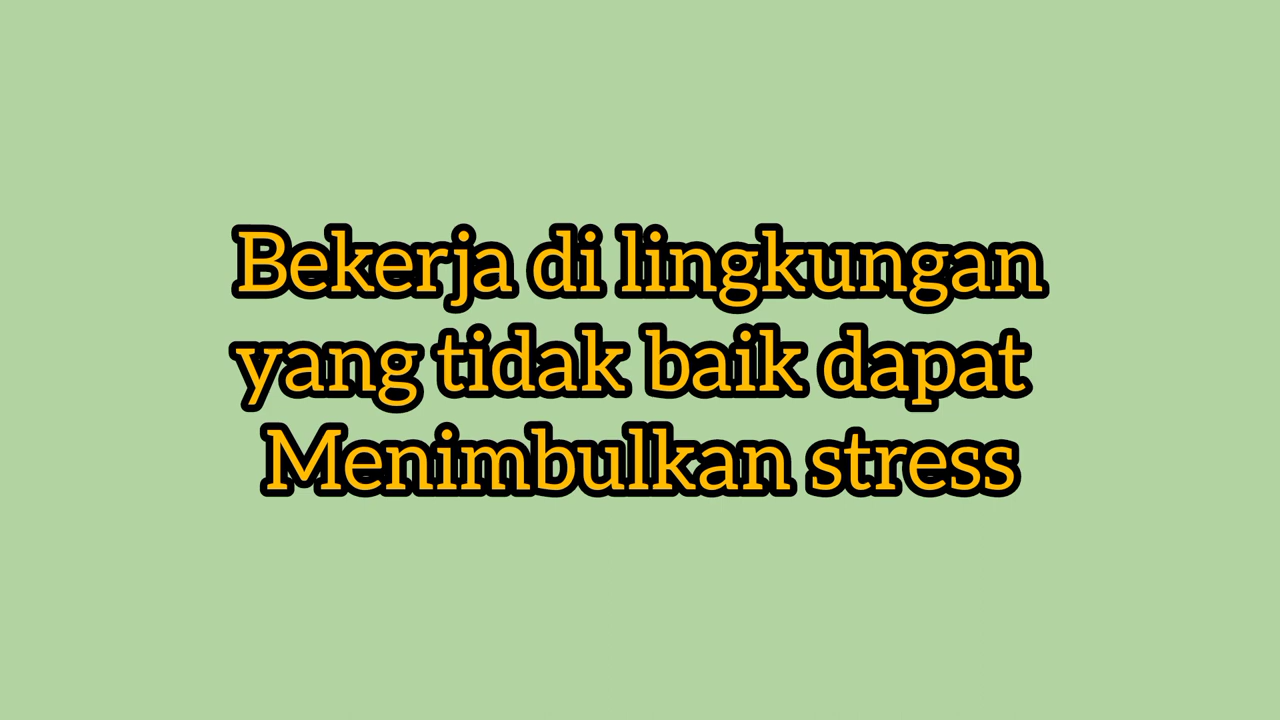 Bekerja di lingkungan
yang tidak baik dapat
Menimbulkan stress